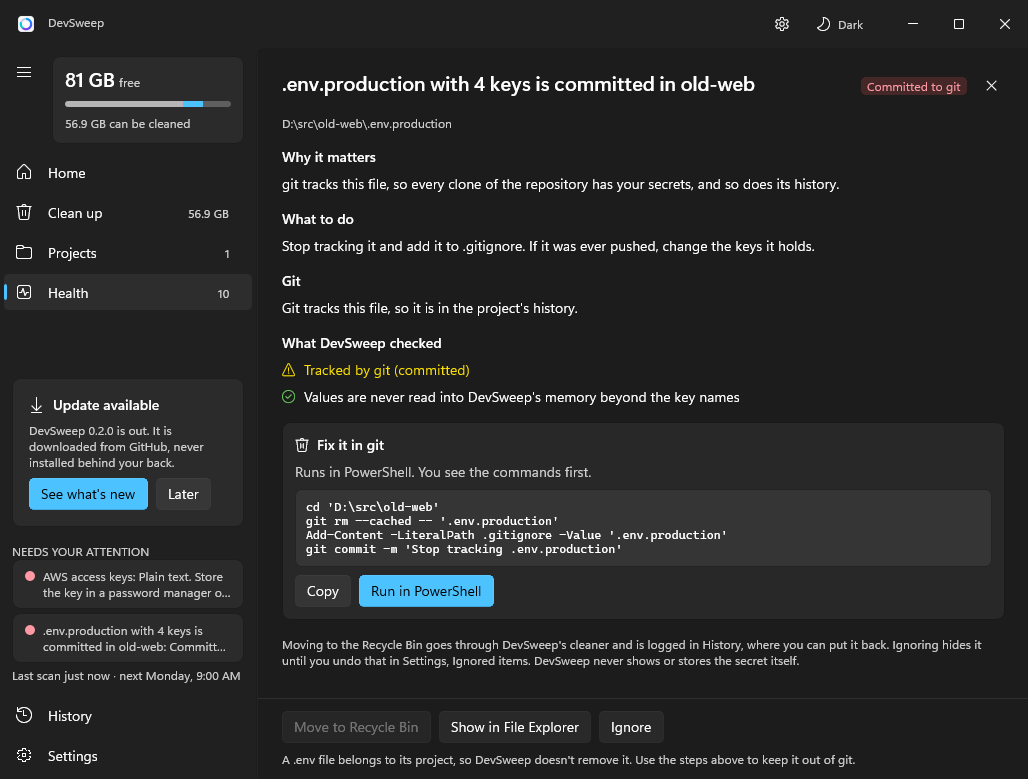 DevSweep
Dark
81 GB free
56.9 GB can be cleaned
Home
Clean up 56.9 GB
Projects 1
Health 10
Update available
DevSweep 0.2.0 is out. It is
downloaded from GitHub, never
installed behind your back.
See what's new Later
NEEDS YOUR ATTENTION
AWS access keys: Plain text. Store
the key in a password manager o...
.env.production with 4 keys is
committed in old-web: Committ...
Last scan just now · next Monday, 9:00 AM
History
Settings
.env.production with 4 keys is committed in old-web
Committed to git
D:\src\old-web\.env.production
Why it matters
git tracks this file, so every clone of the repository has your secrets, and so does its history.
What to do
Stop tracking it and add it to .gitignore. If it was ever pushed, change the keys it holds.
Git
Git tracks this file, so it is in the project's history.
What DevSweep checked
Tracked by git (committed)
Values are never read into DevSweep's memory beyond the key names
Fix it in git
Runs in PowerShell. You see the commands first.
cd 'D:\src\old-web'
git rm --cached -- '.env.production'
Add-Content -LiteralPath .gitignore -Value '.env.production'
git commit -m 'Stop tracking .env.production'
Copy Run in PowerShell
Moving to the Recycle Bin goes through DevSweep's cleaner and is logged in History, where you can put it back. Ignoring hides it
until you undo that in Settings, Ignored items. DevSweep never shows or stores the secret itself.
Move to Recycle Bin Show in File Explorer Ignore
A .env file belongs to its project, so DevSweep doesn't remove it. Use the steps above to keep it out of git.